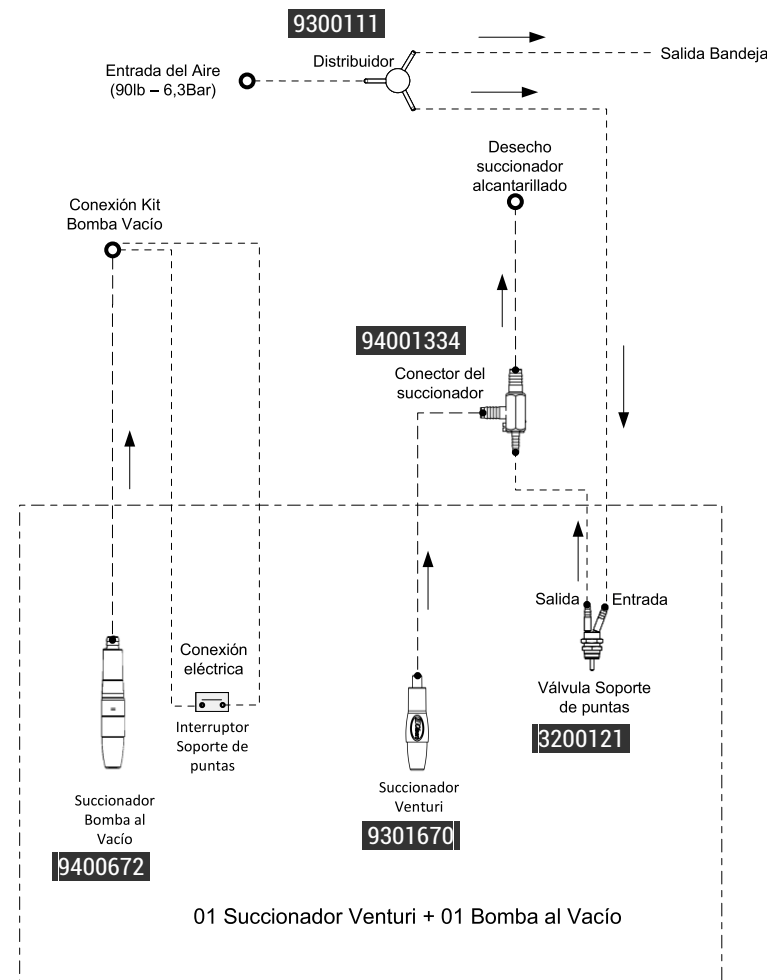 9300111
Distribuidor
Salida Bandeja
Entrada del Aire
(90lb – 6,3Bar)
Desecho
succionador
alcantarillado
Conexión Kit
Bomba Vacío
94001334
Conector del
succionador
Salida
Entrada
Conexión
eléctrica
Válvula Soporte
de puntas
3200121
Interruptor
Soporte de
puntas
Succionador
Venturi
9301670
Succionador
Bomba al
Vacío
9400672
01 Succionador Venturi + 01 Bomba al Vacío